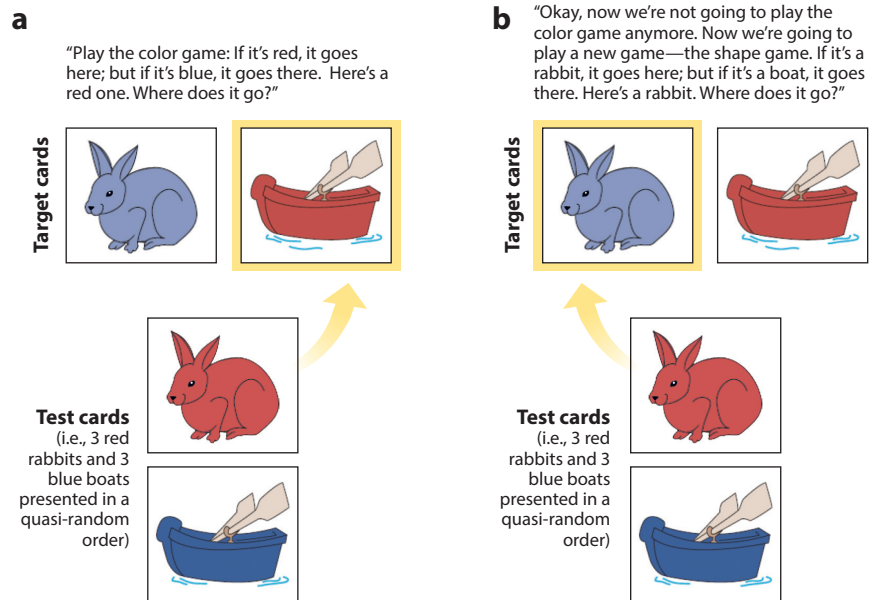 a
“Play the color game: If it’s red, it goes
here; but if it’s blue, it goes there. Here’s a
red one. Where does it go?”
Target cards
Test cards
(i.e., 3 red
rabbits and 3
blue boats
presented in a
quasi-random
order)
b
“Okay, now we’re not going to play the
color game anymore. Now we’re going to
play a new game—the shape game. If it’s a
rabbit, it goes here; but if it’s a boat, it goes
there. Here’s a rabbit. Where does it go?”
Target cards
Test cards
(i.e., 3 red
rabbits and 3
blue boats
presented in a
quasi-random
order)